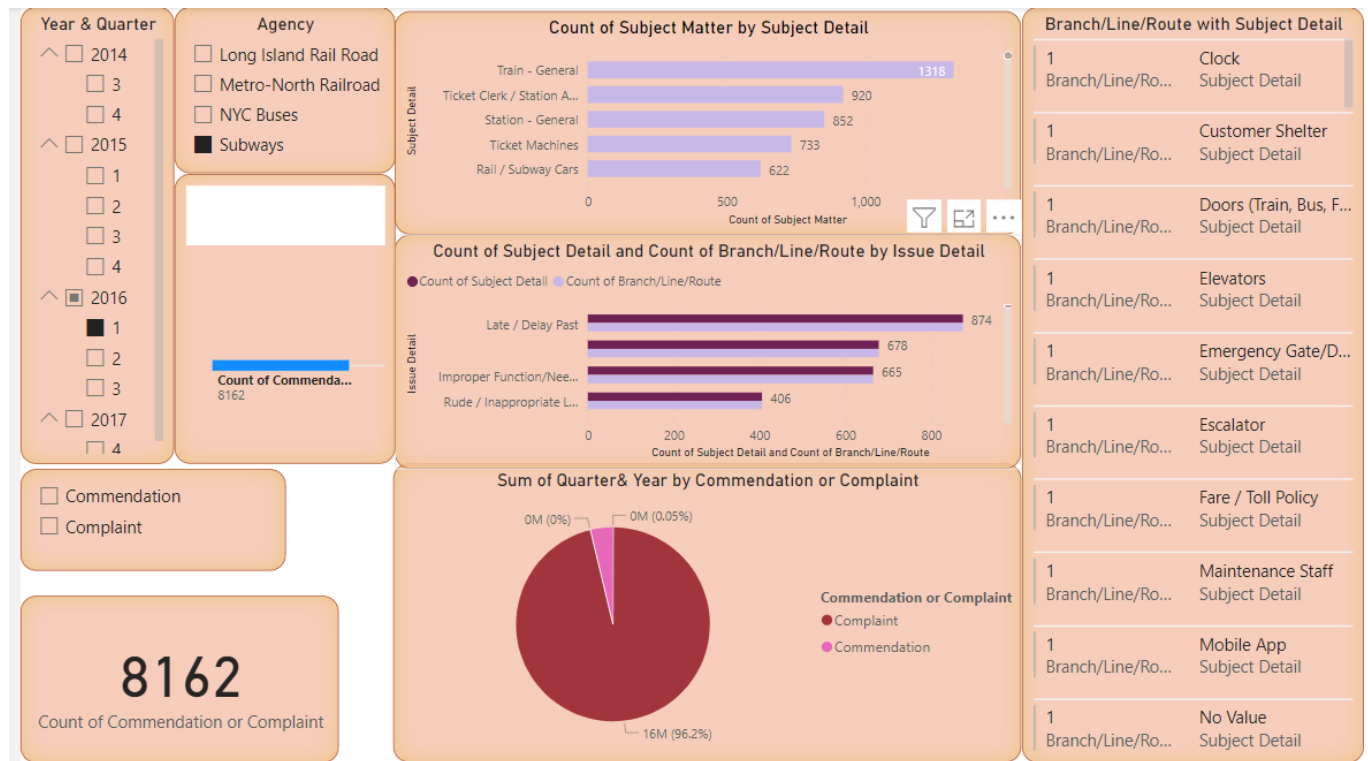 Year & Quarter
2014
3
4
2015
1
2
3
4
2016
1
2
3
2017
4
Agency
Long Island Rail Road
Metro-North Railroad
NYC Buses
Subways
Count of Commenda...
8162
Commendation
Complaint
8162
Count of Commendation or Complaint
Count of Subject Matter by Subject Detail
Subject Detail
Train - General 1318
Ticket Clerk / Station A... 920
Station - General 852
Ticket Machines 733
Rail / Subway Cars 622
0 500 1,000
Count of Subject Matter
Count of Subject Detail and Count of Branch/Line/Route by Issue Detail
Count of Subject Detail Count of Branch/Line/Route
Issue Detail
Late / Delay Past 874
678
Improper Function/Nee... 665
Rude / Inappropriate L... 406
0 200 400 600 800
Count of Subject Detail and Count of Branch/Line/Route
Sum of Quarter& Year by Commendation or Complaint
0M (0%) 0M (0.05%)
16M (96.2%)
Commendation or Complaint
Complaint
Commendation
Branch/Line/Route with Subject Detail
1 Clock
Branch/Line/Ro... Subject Detail
1 Customer Shelter
Branch/Line/Ro... Subject Detail
1 Doors (Train, Bus, F...
Branch/Line/Ro... Subject Detail
1 Elevators
Branch/Line/Ro... Subject Detail
1 Emergency Gate/D...
Branch/Line/Ro... Subject Detail
1 Escalator
Branch/Line/Ro... Subject Detail
1 Fare / Toll Policy
Branch/Line/Ro... Subject Detail
1 Maintenance Staff
Branch/Line/Ro... Subject Detail
1 Mobile App
Branch/Line/Ro... Subject Detail
1 No Value
Branch/Line/Ro... Subject Detail